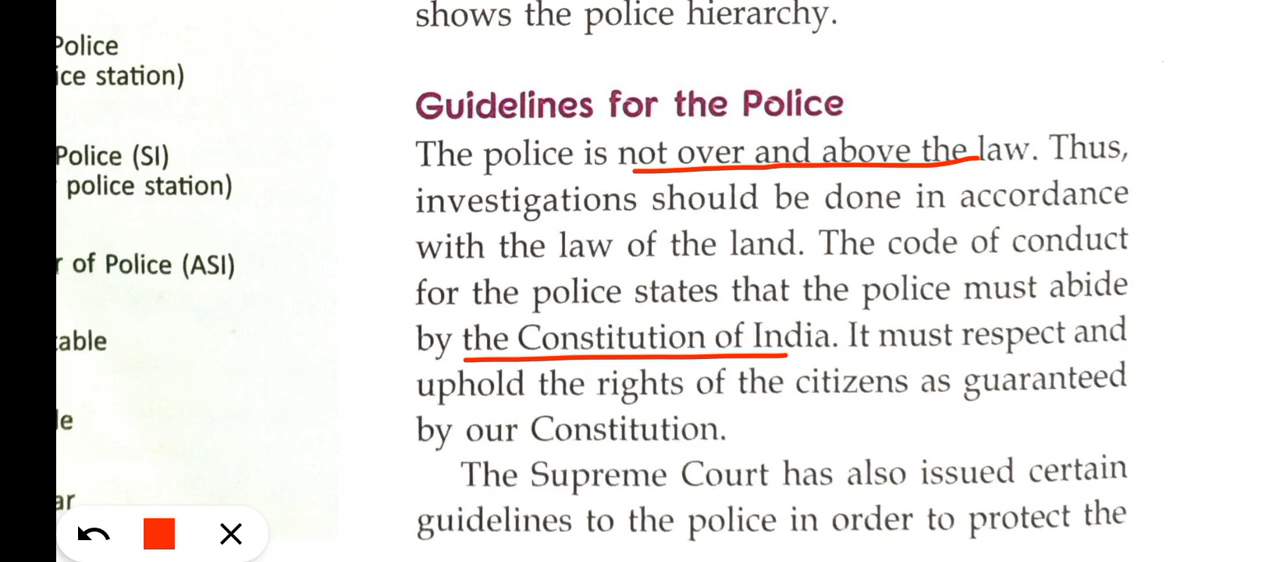 shows the police hierarchy.
Police
ice station)
Guidelines for the Police
The police is not over and above the law. Thus,
Police (SI)
police station)
investigations should be done in accordance
with the law of the land. The code of conduct
r of Police (ASI)
for the police states that the police must abide
by the Constitution of India. It must respect and
table
uphold the rights of the citizens as guaranteed
le
by our Constitution.
The Supreme Court has also issued certain
ar
guidelines to the police in order to protect the